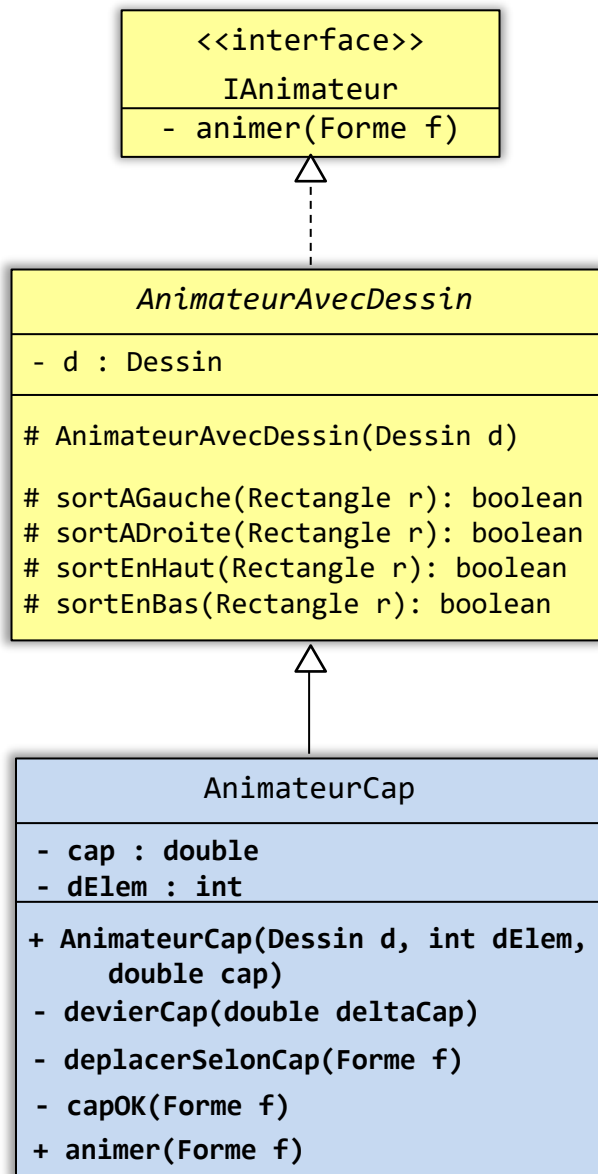 <<interface>>
IAnimateur
- animer(Forme f)
AnimateurAvecDessin
- d : Dessin
# AnimateurAvecDessin(Dessin d)
# sortAGauche(Rectangle r): boolean
# sortADroite(Rectangle r): boolean
# sortEnHaut(Rectangle r): boolean
# sortEnBas(Rectangle r): boolean
AnimateurCap
- cap : double
- dElem : int
+ AnimateurCap(Dessin d, int dElem,
double cap)
- devierCap(double deltaCap)
- deplacerSelonCap(Forme f)
- capOK(Forme f)
+ animer(Forme f)